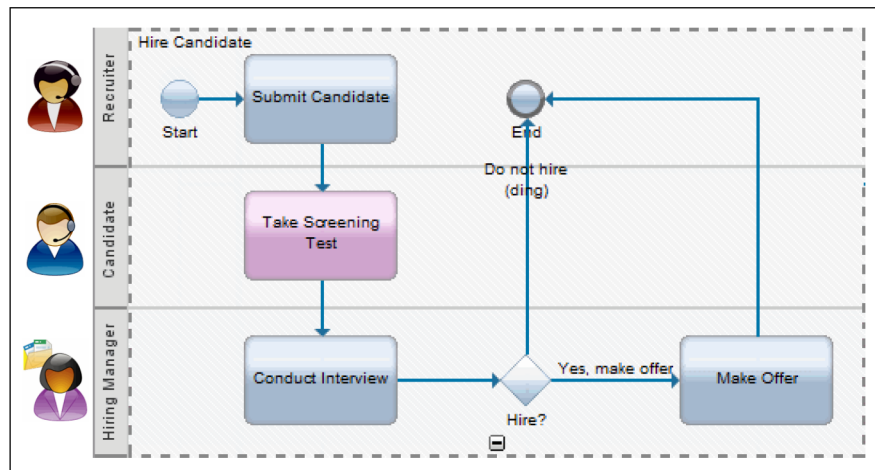 Hire Candidate
Recruiter
Submit Candidate
Start
End
Do not hire
(ding)
Candidate
Take Screening
Test
Hiring Manager
Conduct Interview
Yes, make offer
Make Offer
Hire?